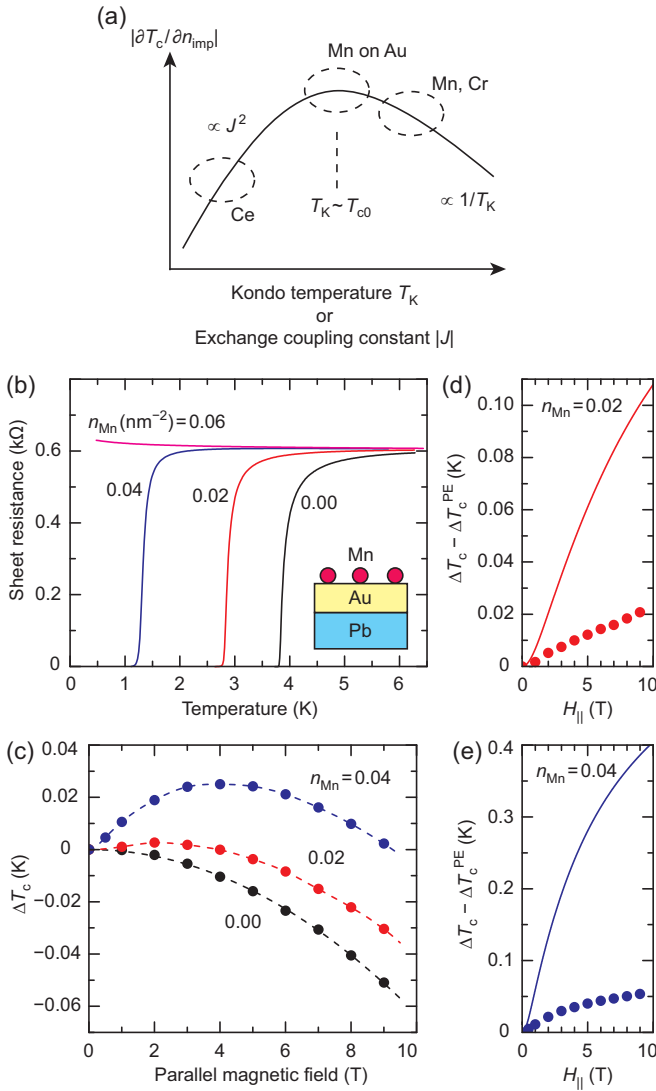 (a)
|∂Tc/∂nimp|
Mn on Au
Mn, Cr
∝ J²
Ce
TK ~ Tc0
∝ 1/TK
Kondo temperature TK
or
Exchange coupling constant |J|
(b)
nMn(nm⁻²) = 0.06
0.04
0.02
0.00
Mn
Au
Pb
0.6
0.4
0.2
0
0 1 2 3 4 5 6
Sheet resistance (kΩ)
Temperature (K)
(d)
nMn = 0.02
0.10
0.08
0.06
0.04
0.02
0
0 5 10
ΔTc − ΔTcPE (K)
H|| (T)
(c)
nMn = 0.04
0.02
0.00
0.04
0.02
0
−0.02
−0.04
−0.06
0 2 4 6 8 10
ΔTc (K)
Parallel magnetic field (T)
(e)
nMn = 0.04
0.4
0.3
0.2
0.1
0
0 5 10
ΔTc − ΔTcPE (K)
H|| (T)